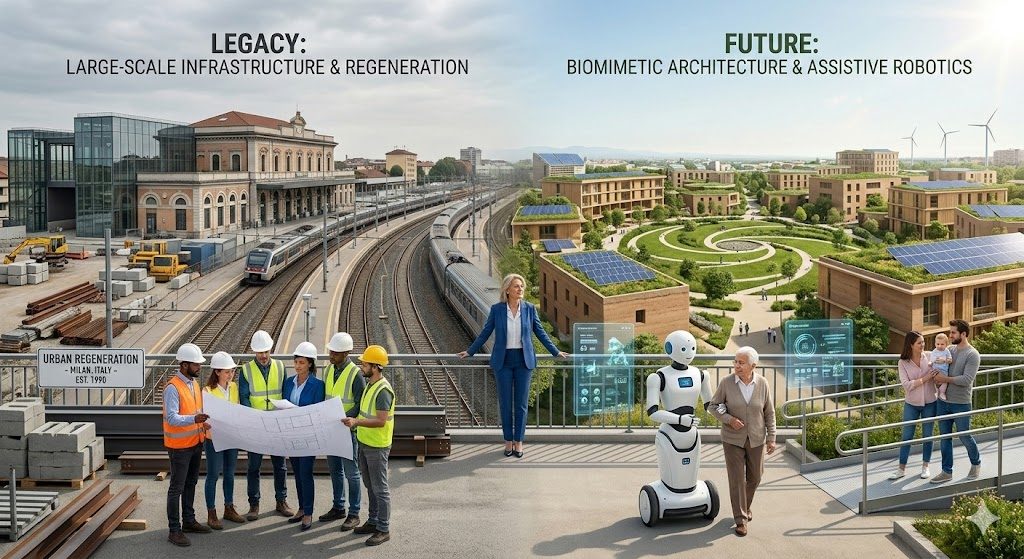 LEGACY:
LARGE-SCALE INFRASTRUCTURE & REGENERATION
FUTURE:
BIOMIMETIC ARCHITECTURE & ASSISTIVE ROBOTICS
URBAN REGENERATION
- MILAN, ITALY -
EST. 1990